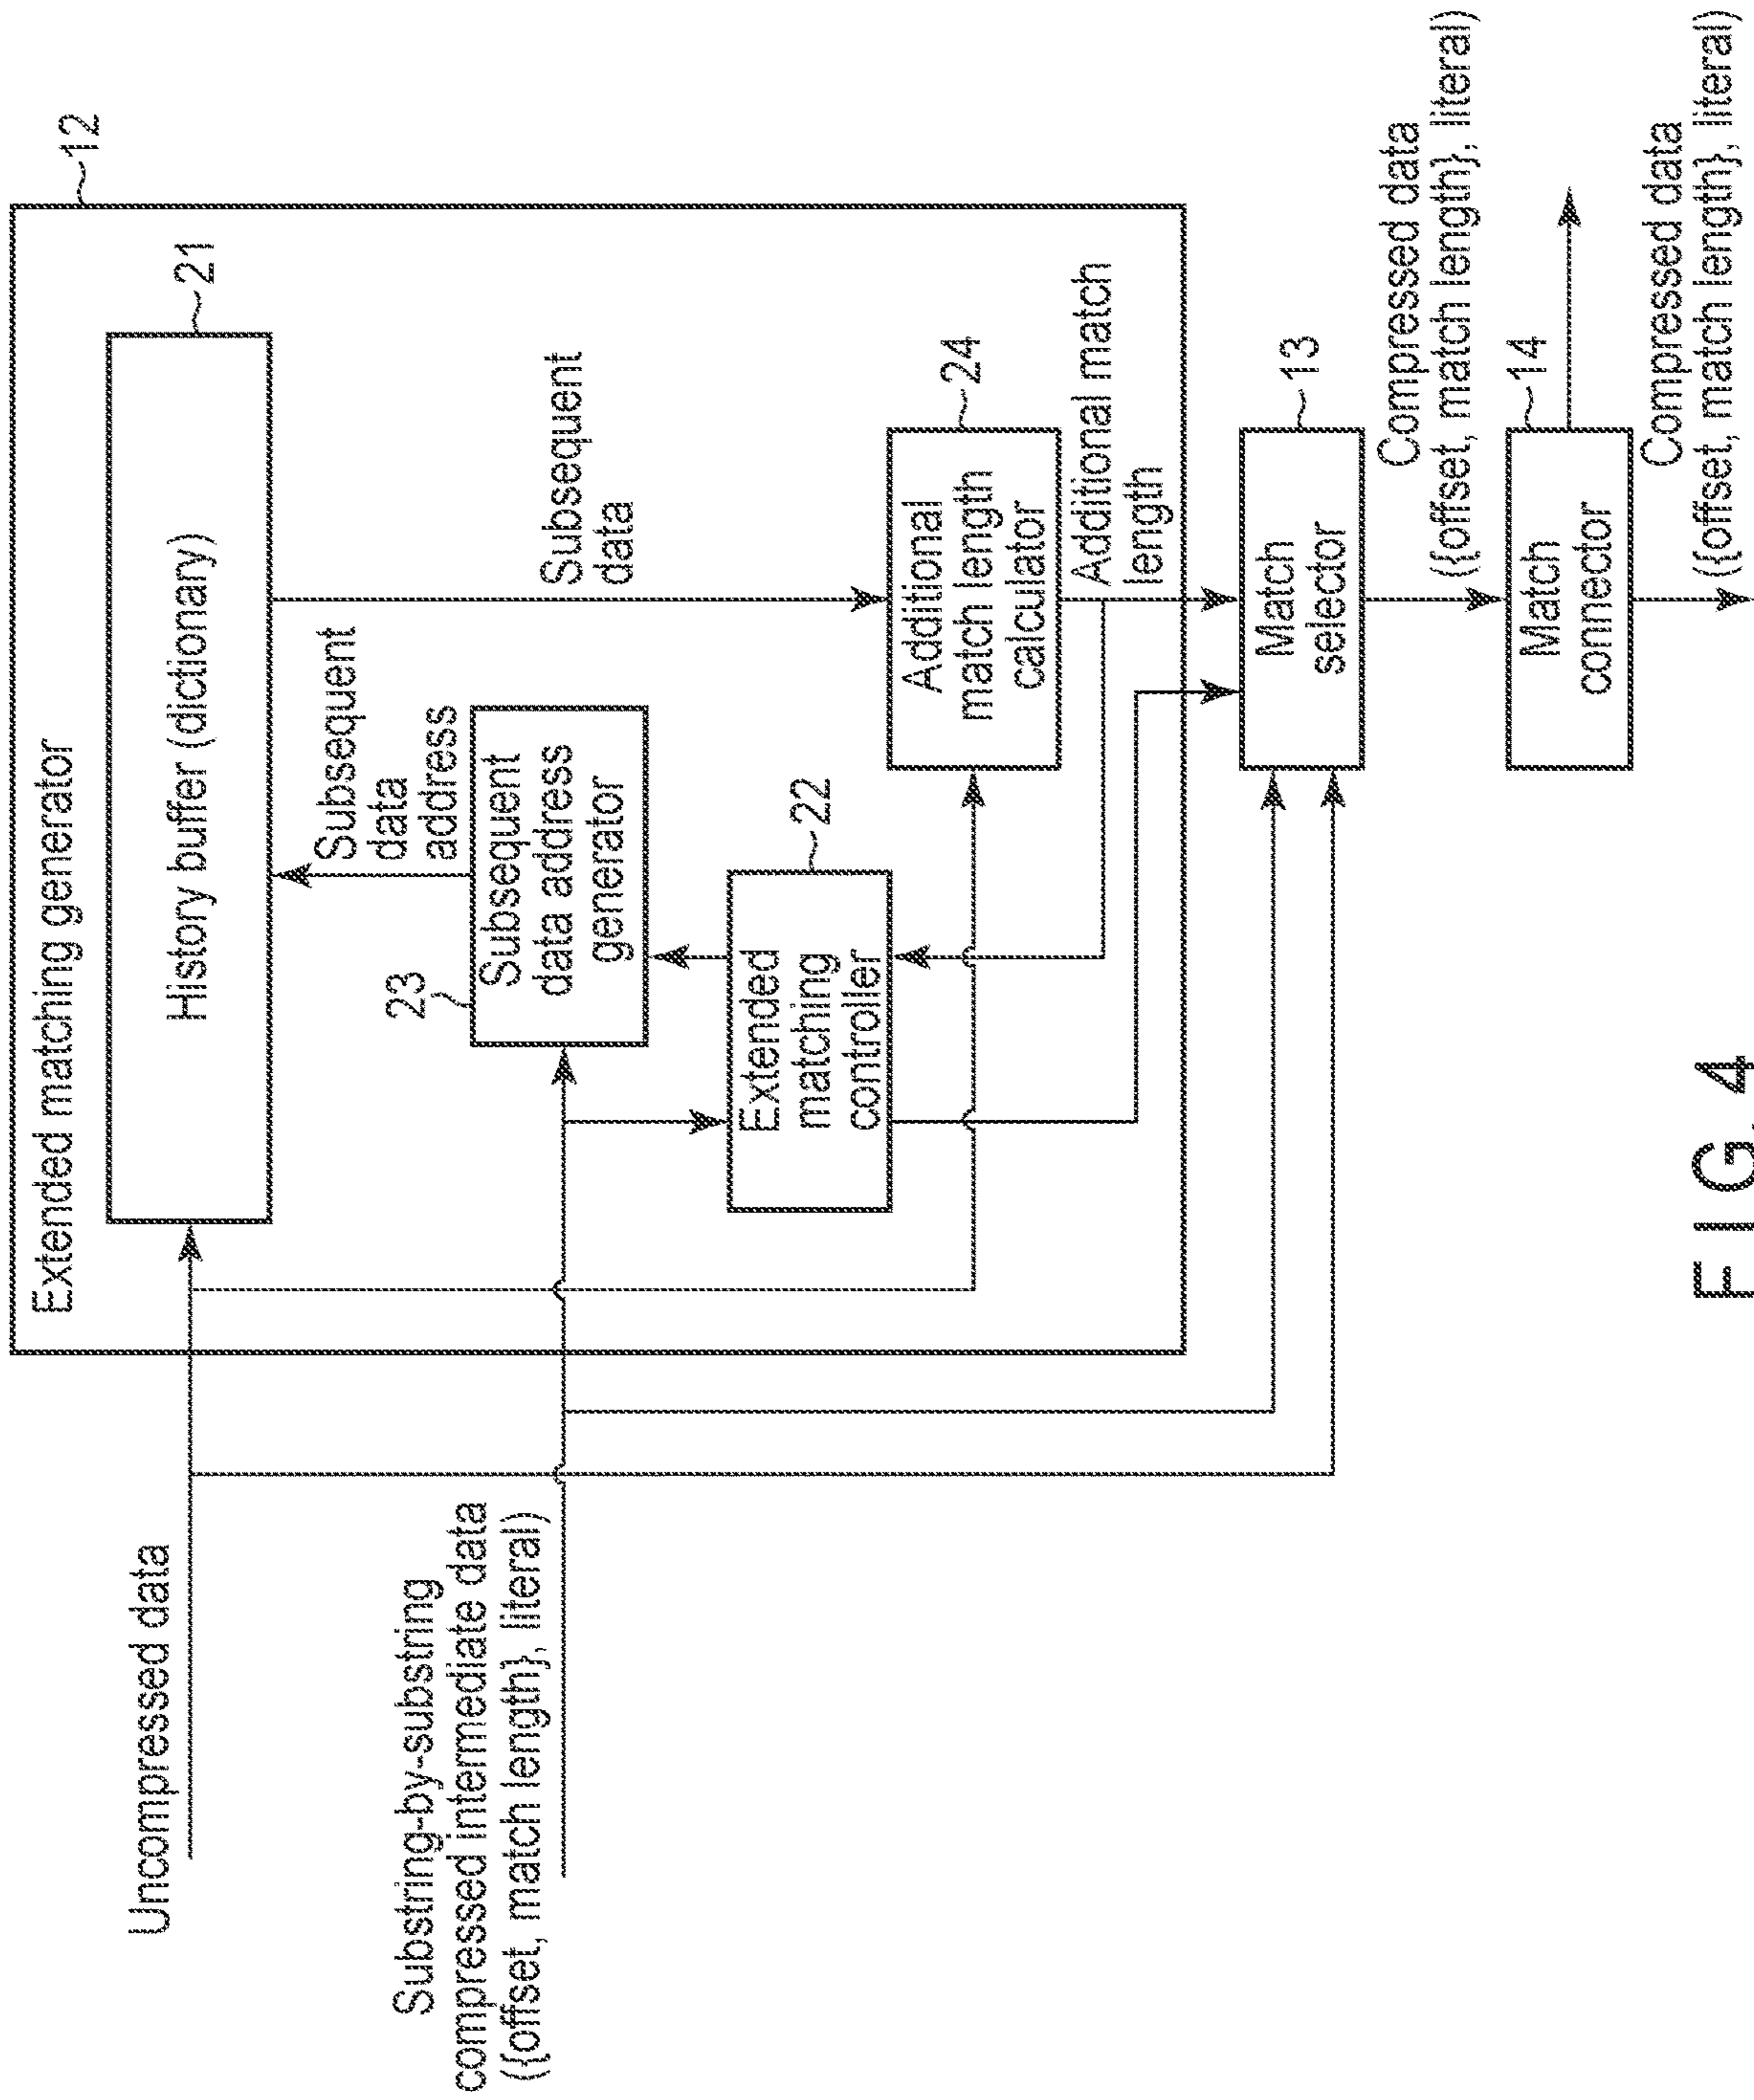 Extended matching generator
12
History buffer (dictionary)
21
Uncompressed data
Subsequent
data
address
Subsequent
data
23
Subsequent
data address
generator
Substring-by-substring
compressed intermediate data
({offset, match length}, literal)
Extended
matching
controller
22
Additional
match length
calculator
24
Additional match
length
Match
selector
13
Compressed data
({offset, match length}, literal)
Match
connector
14
Compressed data
({offset, match length}, literal)
FIG. 4